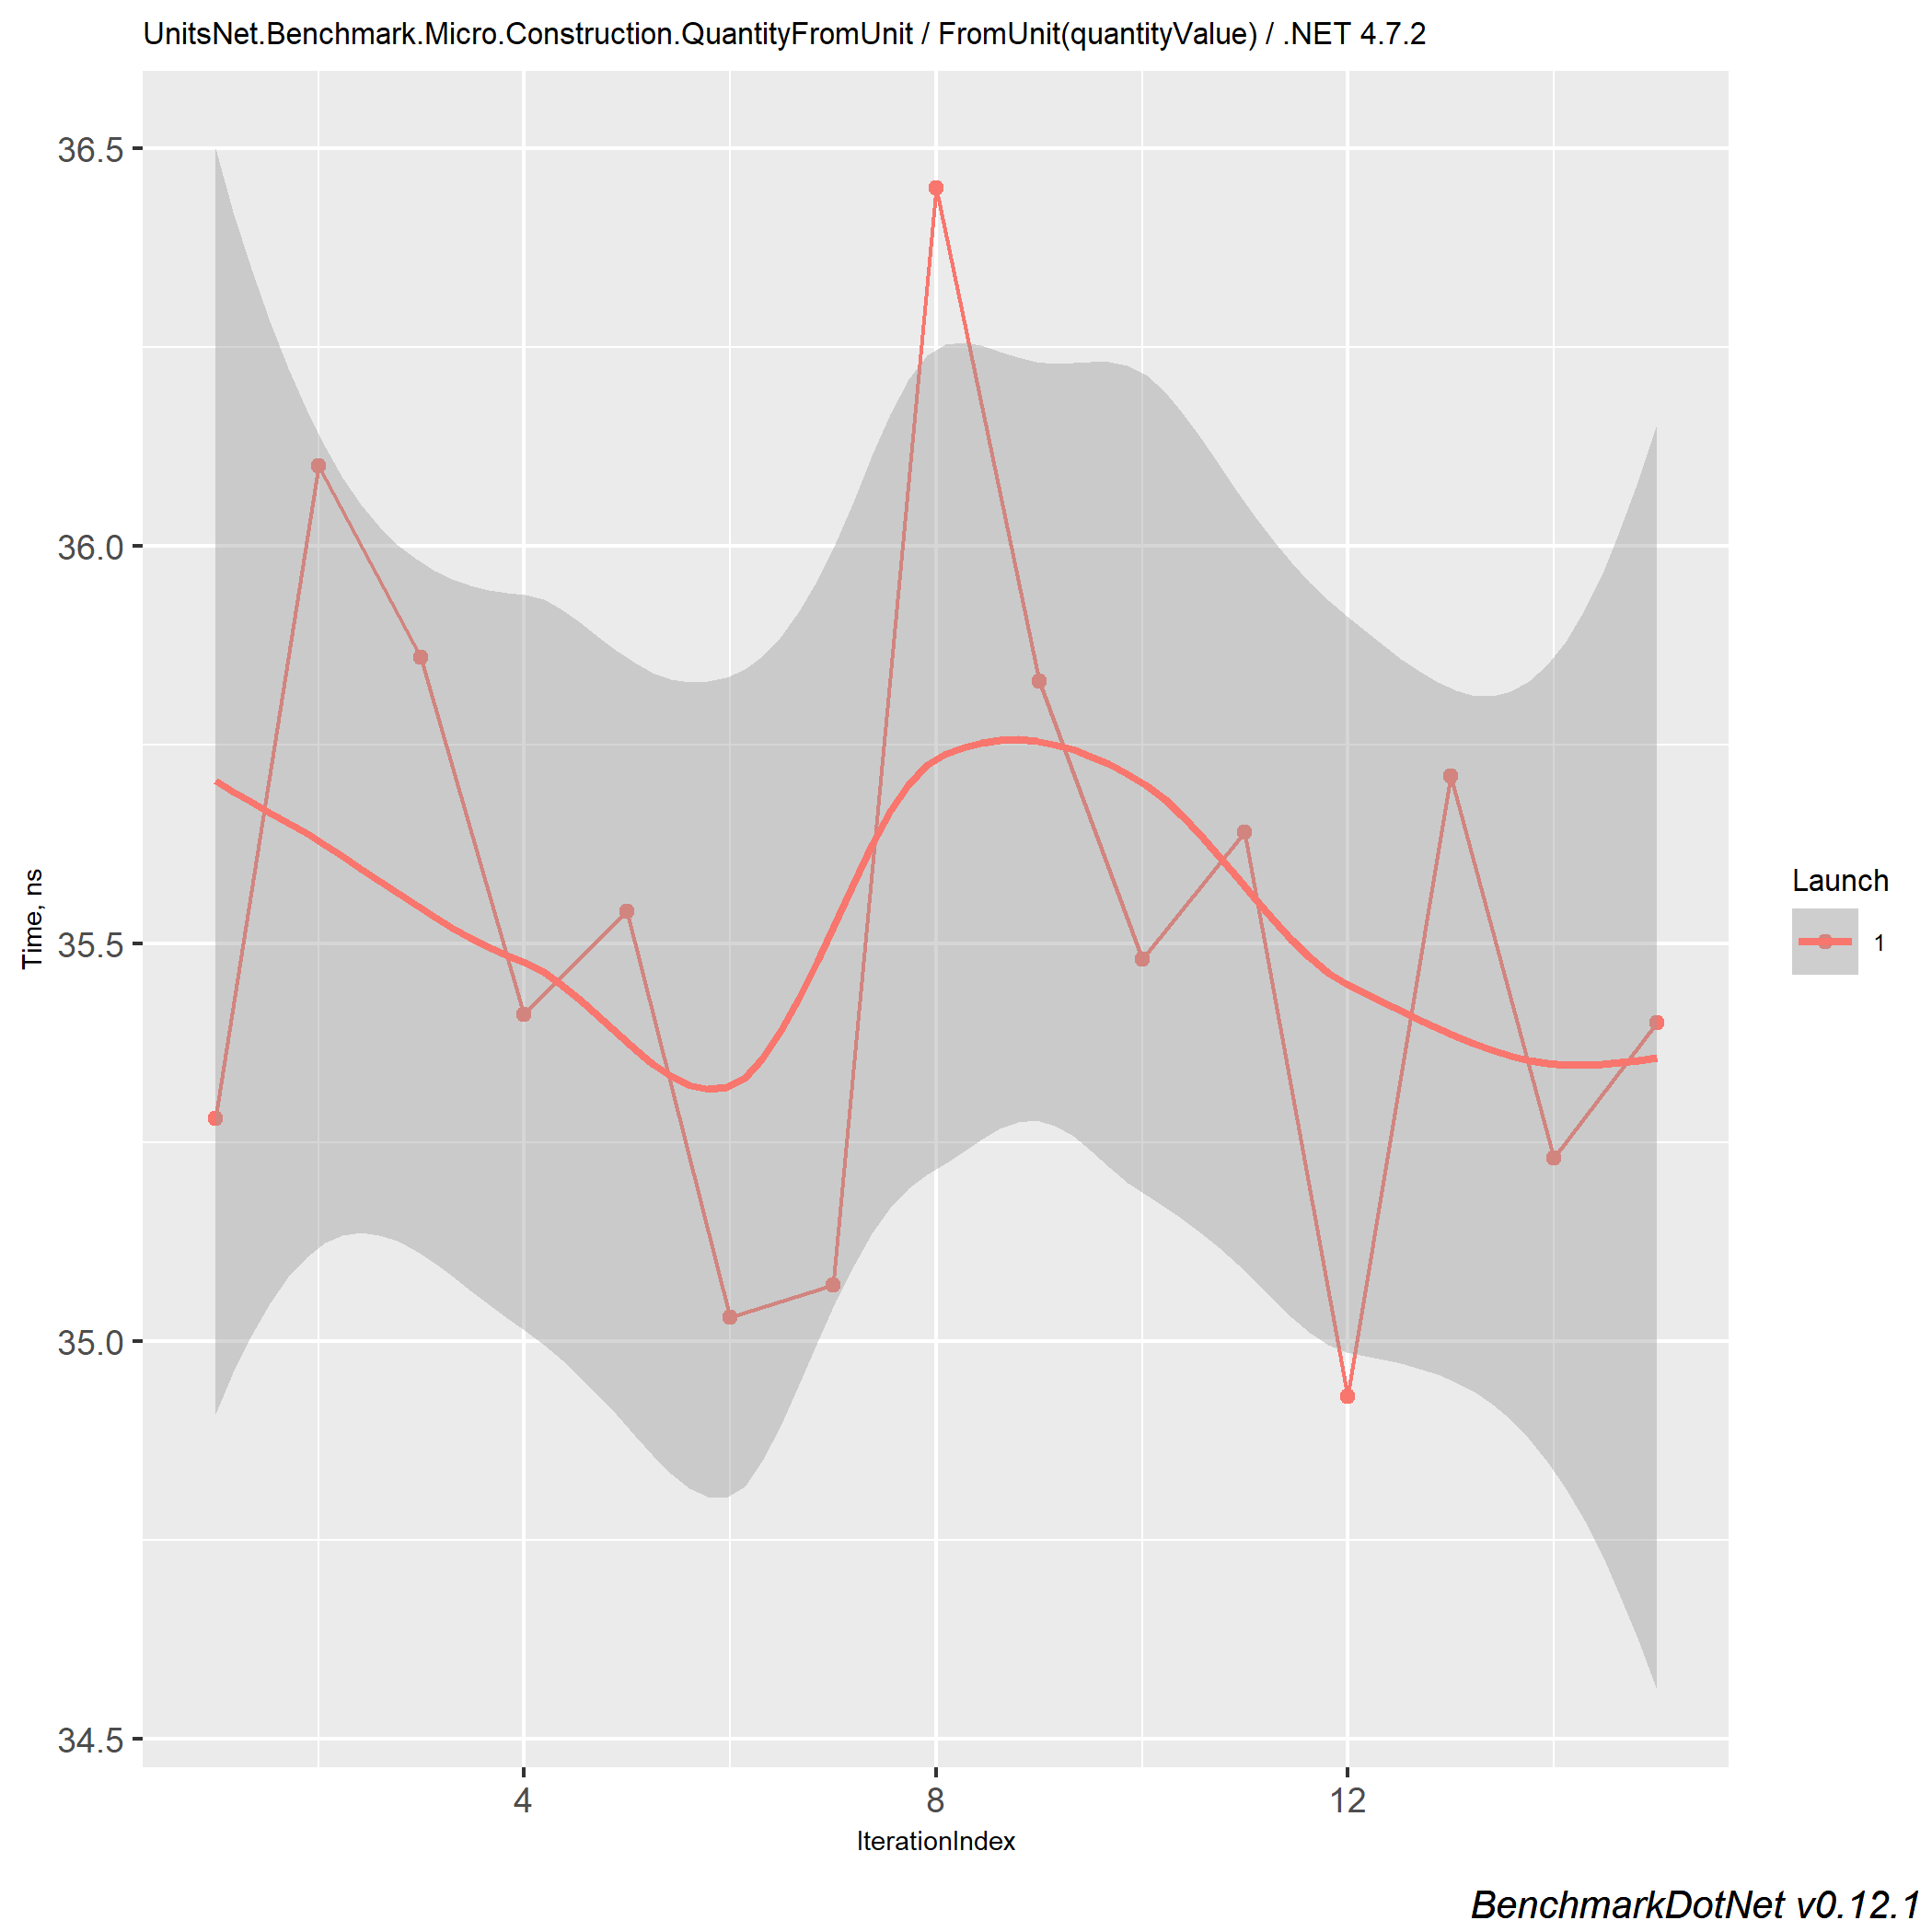 UnitsNet.Benchmark.Micro.Construction.QuantityFromUnit / FromUnit(quantityValue) / .NET 4.7.2
36.5
36.0
35.5
35.0
34.5
Time, ns
4 8 12
IterationIndex
Launch
1
BenchmarkDotNet v0.12.1